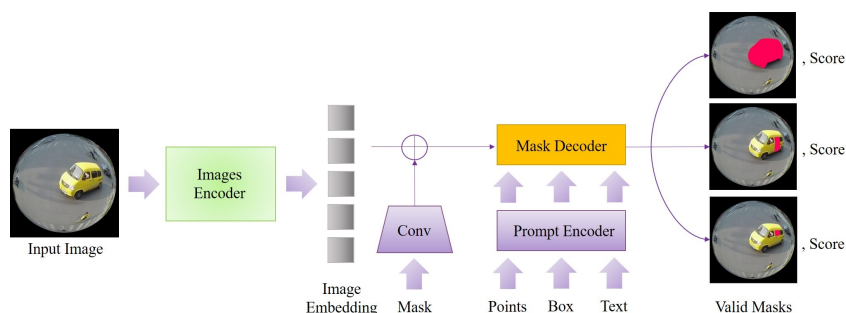 , Score
Images
Encoder
Mask Decoder
, Score
Conv
Prompt Encoder
, Score
Input Image
Image
Embedding
Mask
Points
Box
Text
Valid Masks